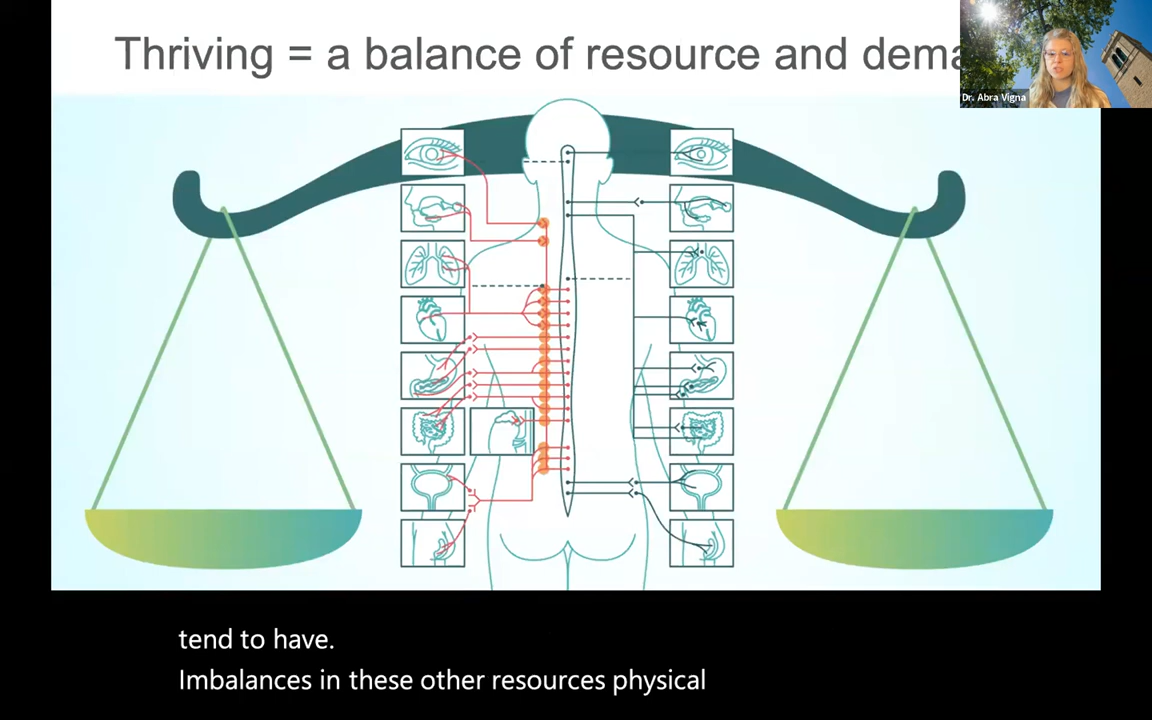 Thriving = a balance of resource and dema
Dr. Abra Vigna
tend to have.
Imbalances in these other resources physical